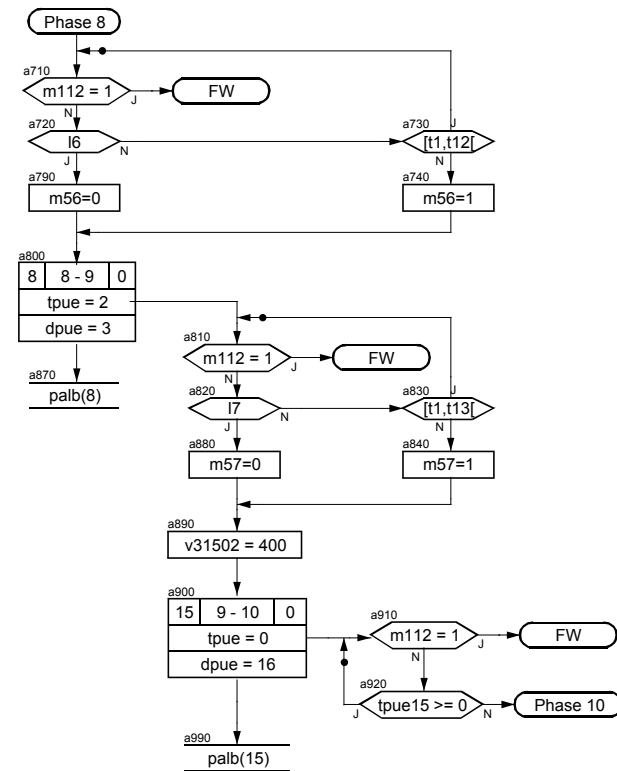 Phase 8
a710
m112 = 1
J
FW
N
a720
l6
N
J
a730
J
[t1,t12[
N
a790
m56=0
a740
m56=1
a800
8 8 - 9 0
tpue = 2
dpue = 3
a870
palb(8)
a810
m112 = 1
J
FW
N
a820
l7
N
J
a830
J
[t1,t13[
N
a880
m57=0
a840
m57=1
a890
v31502 = 400
a900
15 9 - 10 0
tpue = 0
dpue = 16
a910
m112 = 1
J
FW
N
a920
tpue15 >= 0
J
N
Phase 10
a990
palb(15)